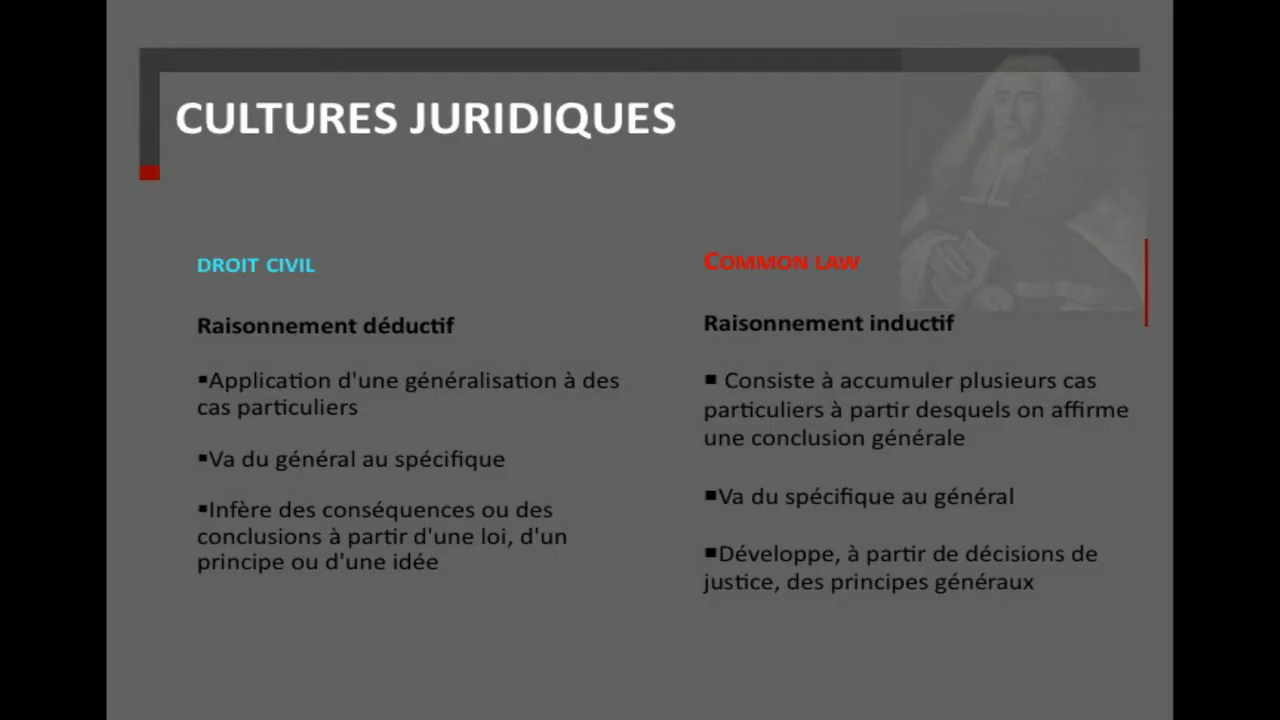 CULTURES JURIDIQUES
DROIT CIVIL
Raisonnement déductif
▪Application d'une généralisation à des
cas particuliers
▪Va du général au spécifique
▪Infère des conséquences ou des
conclusions à partir d'une loi, d'un
principe ou d'une idée
COMMON LAW
Raisonnement inductif
▪ Consiste à accumuler plusieurs cas
particuliers à partir desquels on affirme
une conclusion générale
▪Va du spécifique au général
▪Développe, à partir de décisions de
justice, des principes généraux